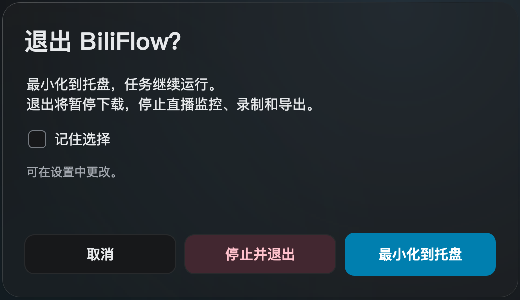 退出 BiliFlow?
最小化到托盘，任务继续运行。
退出将暂停下载，停止直播监控、录制和导出。
记住选择
可在设置中更改。
取消
停止并退出
最小化到托盘